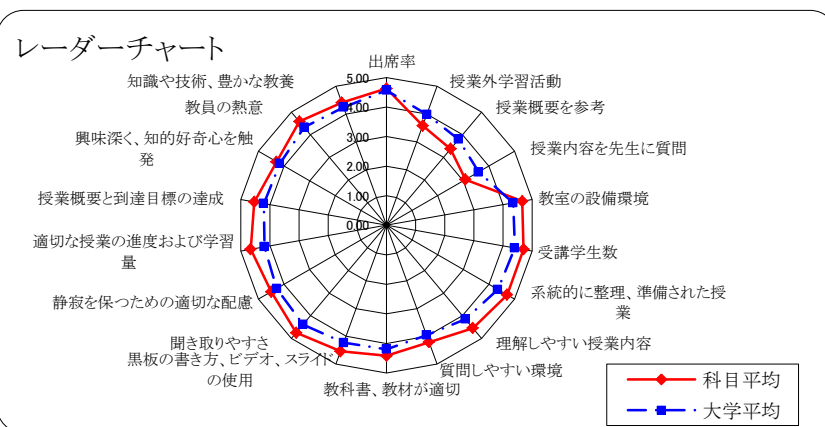 レーダーチャート
出席率
授業外学習活動
授業概要を参考
授業内容を先生に質問
教室の設備環境
受講学生数
系統的に整理、準備された授
業
理解しやすい授業内容
質問しやすい環境
教科書、教材が適切
黒板の書き方、ビデオ、スライド
の使用
聞き取りやすさ
静寂を保つための適切な配慮
適切な授業の進度および学習
量
授業概要と到達目標の達成
興味深く、知的好奇心を触
発
教員の熱意
知識や技術、豊かな教養
5.00
4.00
3.00
2.00
1.00
0.00
科目平均
大学平均